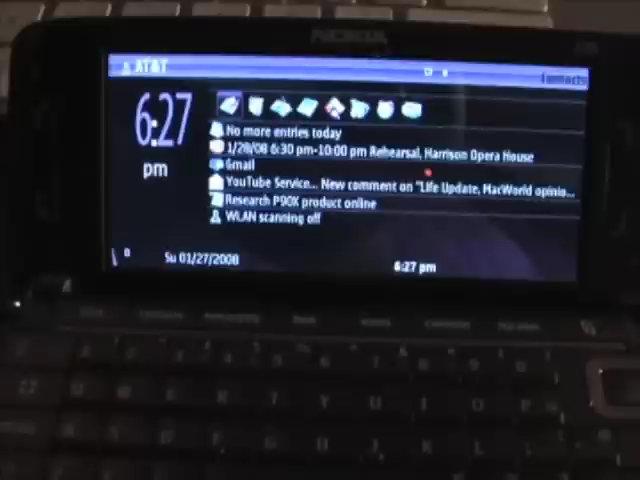 NOKIA
AT&T
Contacts
6:27
pm
No more entries today
1/28/08 6:30 pm-10:00 pm Rehearsal, Harrison Opera House
Gmail
YouTube Service... New comment on "Life Update, MacWorld opinio...
Research P90X product online
WLAN scanning off
Su 01/27/2008
6:27 pm